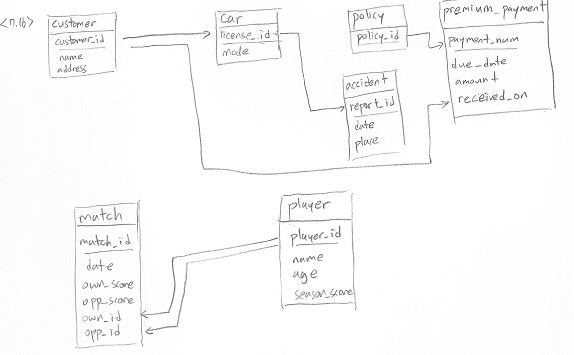 <n.16>
customer
customer_id
name
address
car
license_id
mode
policy
policy_id
premium_payment
payment_num
due_date
amount
received_on
accident
report_id
date
place
match
match_id
date
own_score
opp_score
own_id
opp_id
player
player_id
name
age
season_score